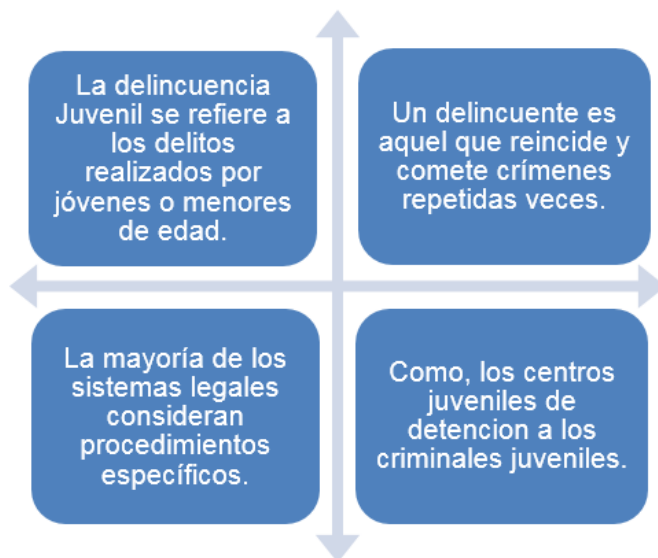 La delincuencia
Juvenil se refiere a
los delitos
realizados por
jóvenes o menores
de edad.
Un delincuente es
aquel que reincide y
comete crímenes
repetidas veces.
La mayoría de los
sistemas legales
consideran
procedimientos
específicos.
Como, los centros
juveniles de
detencion a los
criminales juveniles.